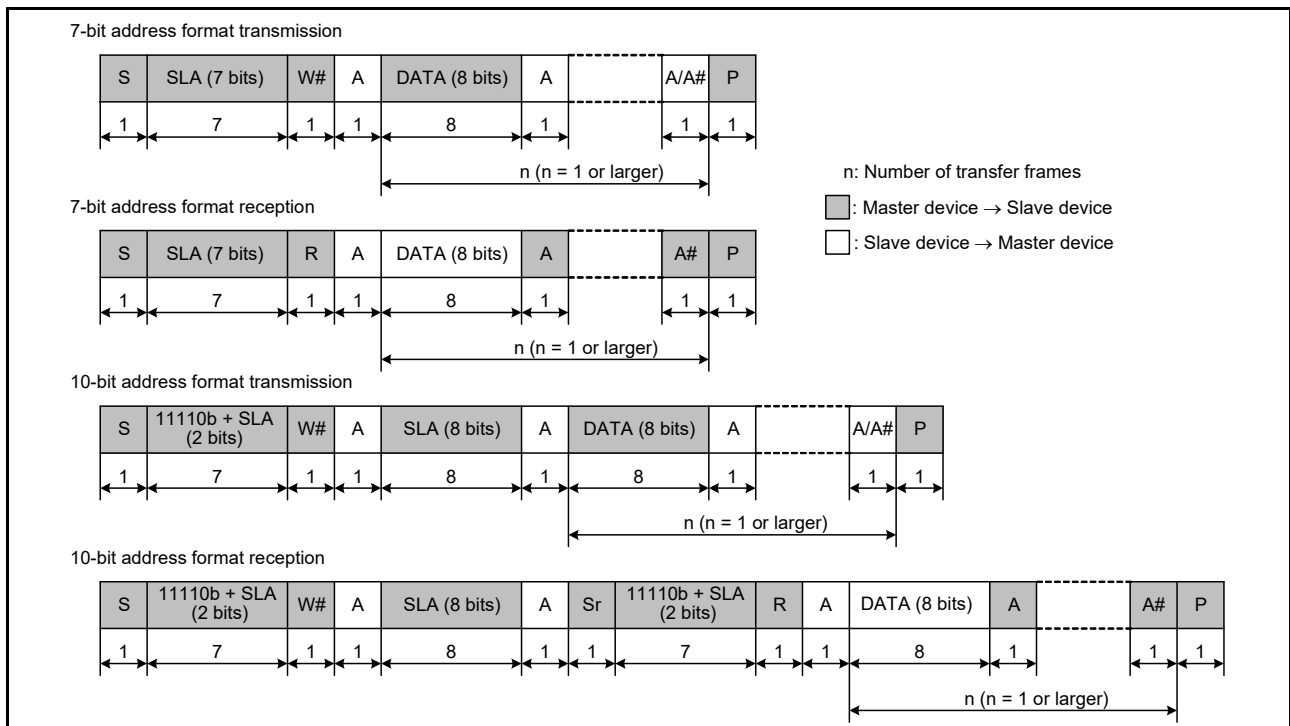 7-bit address format transmission
S SLA (7 bits) W# A DATA (8 bits) A A/A# P
1 7 1 1 8 1 1 1
n (n = 1 or larger)
n: Number of transfer frames
: Master device → Slave device
: Slave device → Master device
7-bit address format reception
S SLA (7 bits) R A DATA (8 bits) A A# P
1 7 1 1 8 1 1 1
n (n = 1 or larger)
10-bit address format transmission
S 11110b + SLA (2 bits) W# A SLA (8 bits) A DATA (8 bits) A A/A# P
1 7 1 1 8 1 8 1 1 1
n (n = 1 or larger)
10-bit address format reception
S 11110b + SLA (2 bits) W# A SLA (8 bits) A Sr 11110b + SLA (2 bits) R A DATA (8 bits) A A# P
1 7 1 1 8 1 1 7 1 1 8 1 1 1
n (n = 1 or larger)